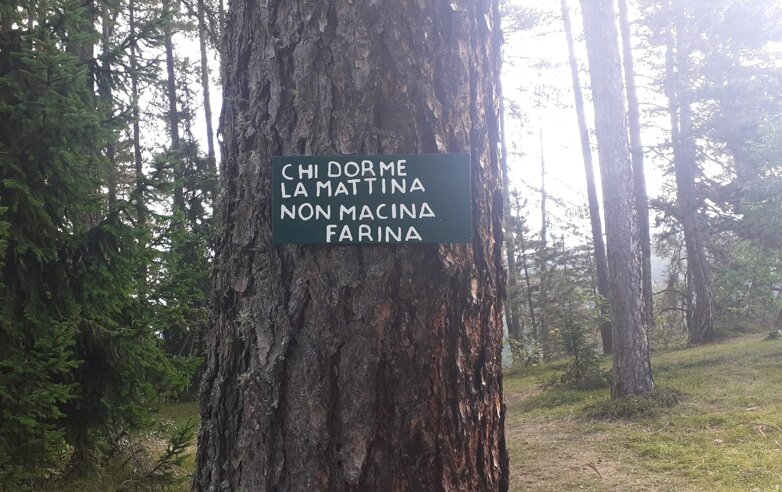 CHI DORME
LA MATTINA
NON MACINA
FARINA